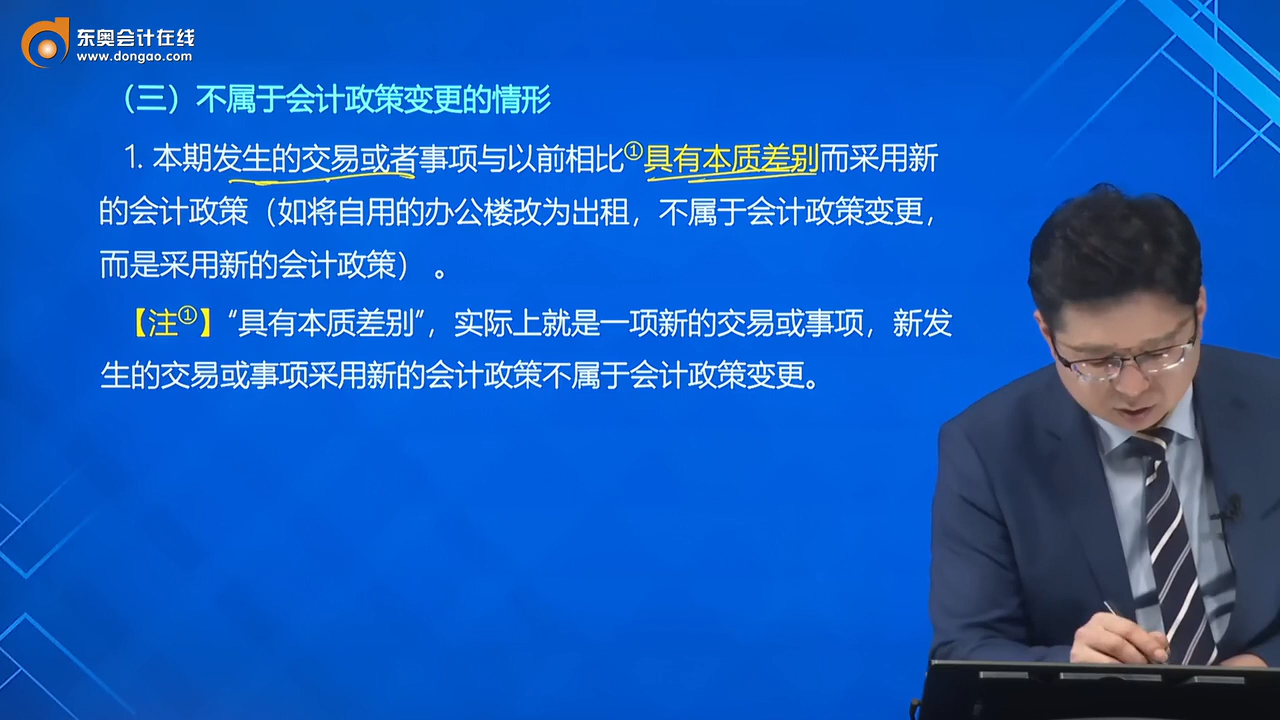 东奥会计在线
www.dongao.com
（三）不属于会计政策变更的情形
1. 本期发生的交易或者事项与以前相比①具有本质差别而采用新
的会计政策（如将自用的办公楼改为出租，不属于会计政策变更，
而是采用新的会计政策）。
【注①】“具有本质差别”，实际上就是一项新的交易或事项，新发
生的交易或事项采用新的会计政策不属于会计政策变更。